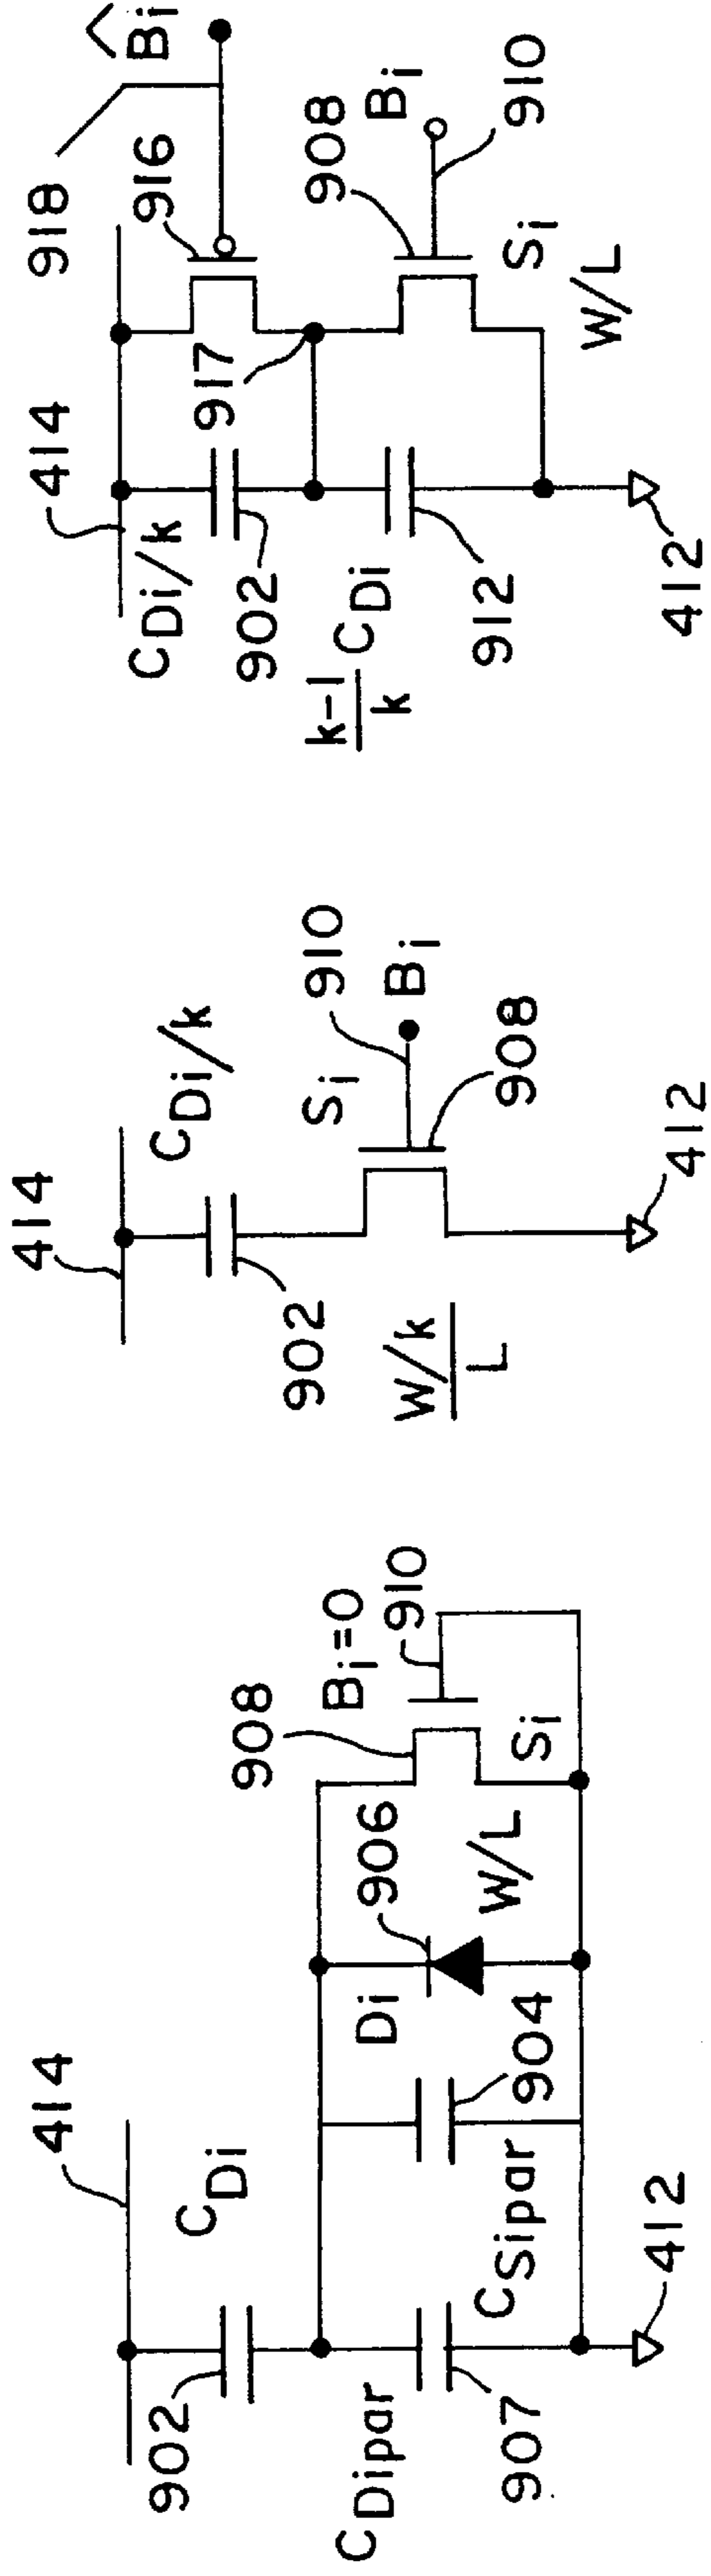 414
C_Di
902
C_Dipar
907
C_Sipar
904
Di
906
908
B_i=0
910
S_i
W/L
412
414
C_Di/k
902
S_i
910
B_i
908
W/k
L
412
414
918
^B_i
916
917
C_Di/k
902
908
B_i
910
S_i
W/L
k-1
k
C_Di
912
412